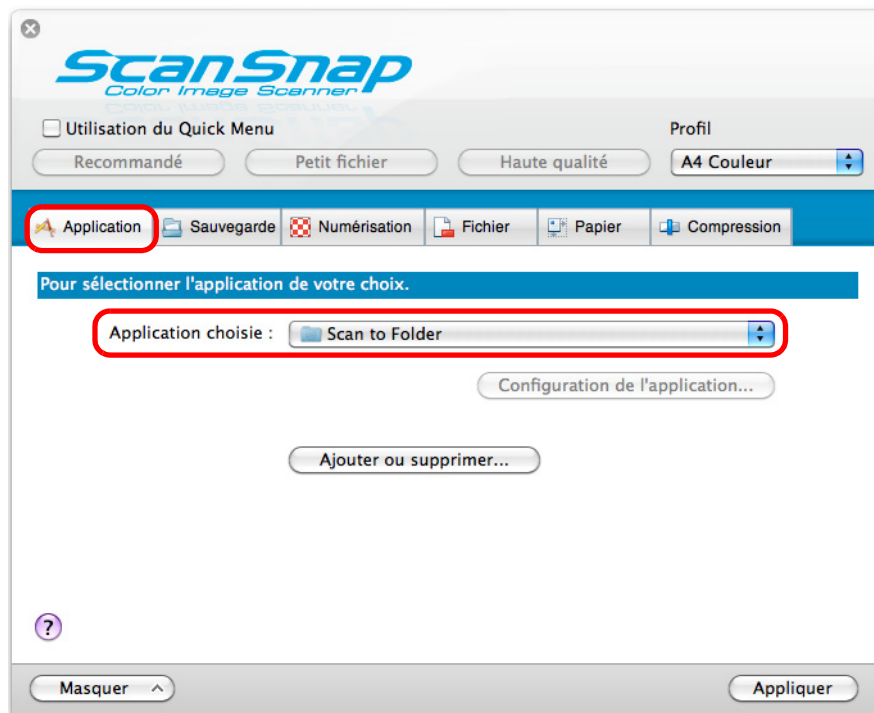 ScanSnap
Color Image Scanner
Utilisation du Quick Menu
Profil
Recommandé Petit fichier Haute qualité A4 Couleur
Application Sauvegarde Numérisation Fichier Papier Compression
Pour sélectionner l'application de votre choix.
Application choisie : Scan to Folder
Configuration de l'application...
Ajouter ou supprimer...
?
Masquer Appliquer